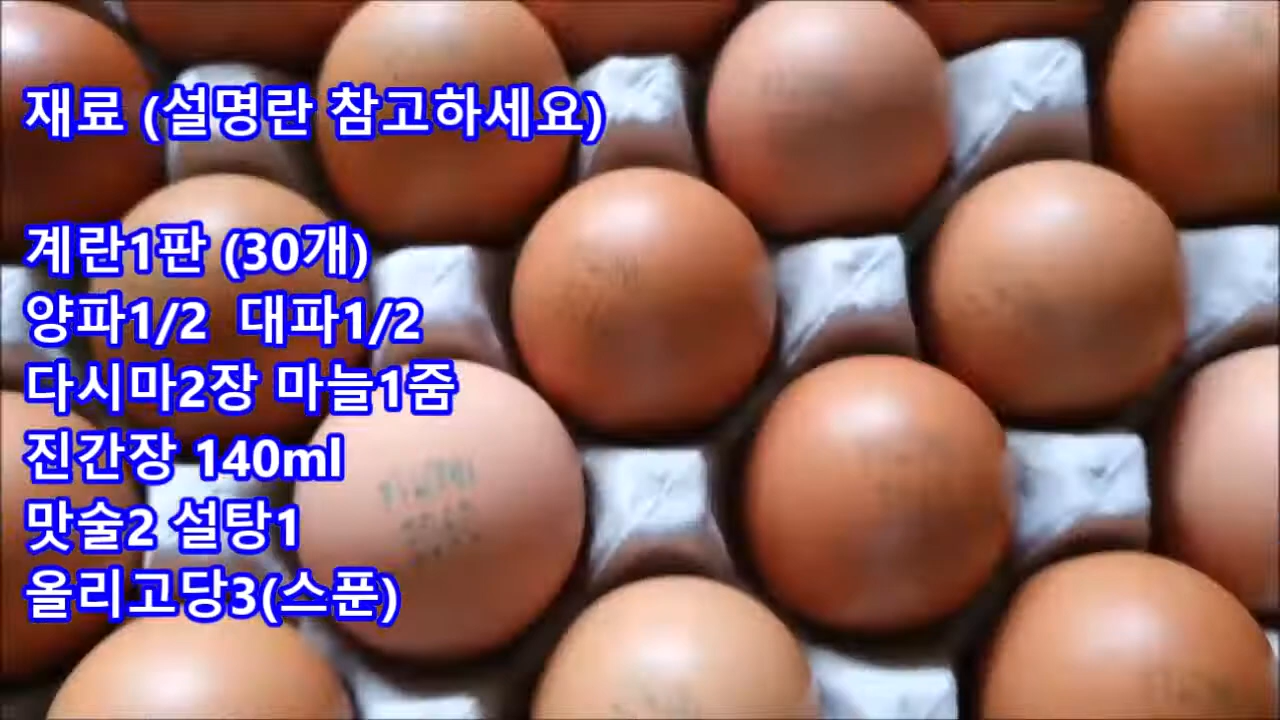 재료 (설명란 참고하세요)
계란1판 (30개)
양파1/2 대파1/2
다시마2장 마늘1줌
진간장 140ml
맛술2 설탕1
올리고당3(스푼)